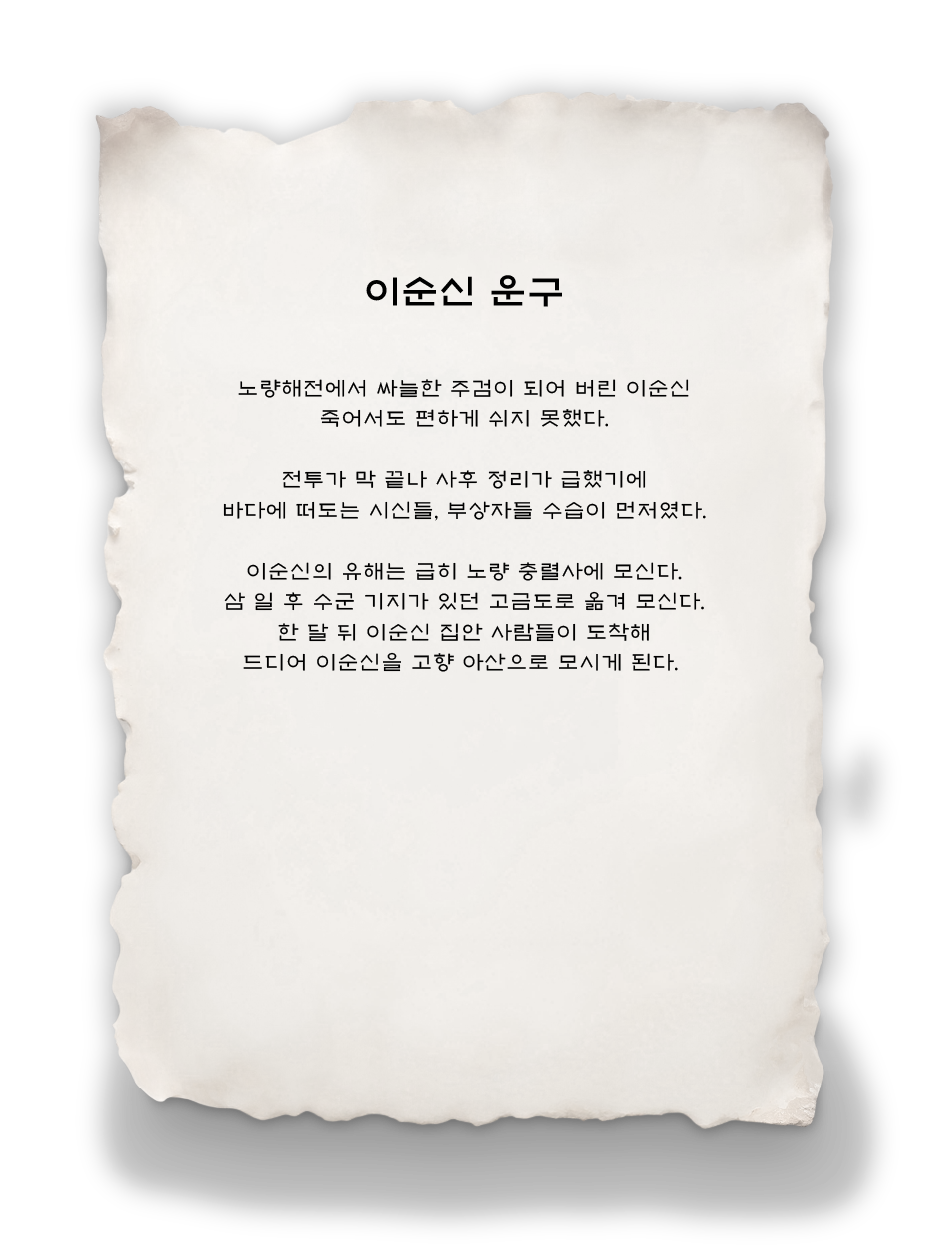 이순신 운구
노량해전에서 싸늘한 주검이 되어 버린 이순신
죽어서도 편하게 쉬지 못했다.
전투가 막 끝나 사후 정리가 급했기에
바다에 떠도는 시신들, 부상자들 수습이 먼저였다.
이순신의 유해는 급히 노량 충렬사에 모신다.
삼 일 후 수군 기지가 있던 고금도로 옮겨 모신다.
한 달 뒤 이순신 집안 사람들이 도착해
드디어 이순신을 고향 아산으로 모시게 된다.